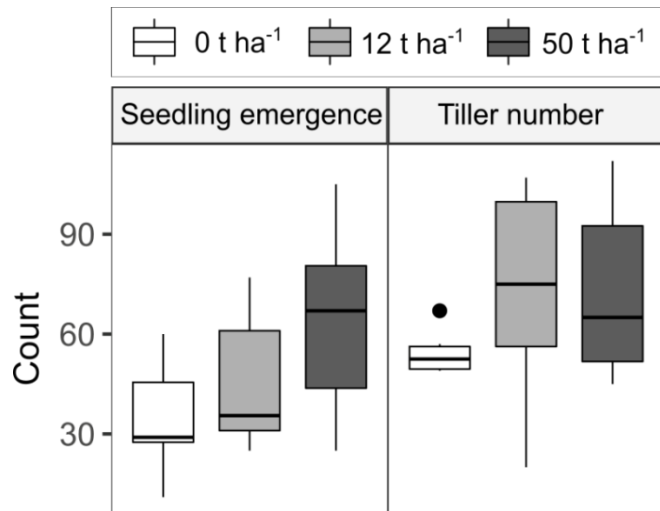 0 t ha⁻¹ 12 t ha⁻¹ 50 t ha⁻¹
Seedling emergence Tiller number
Count
90
60
30